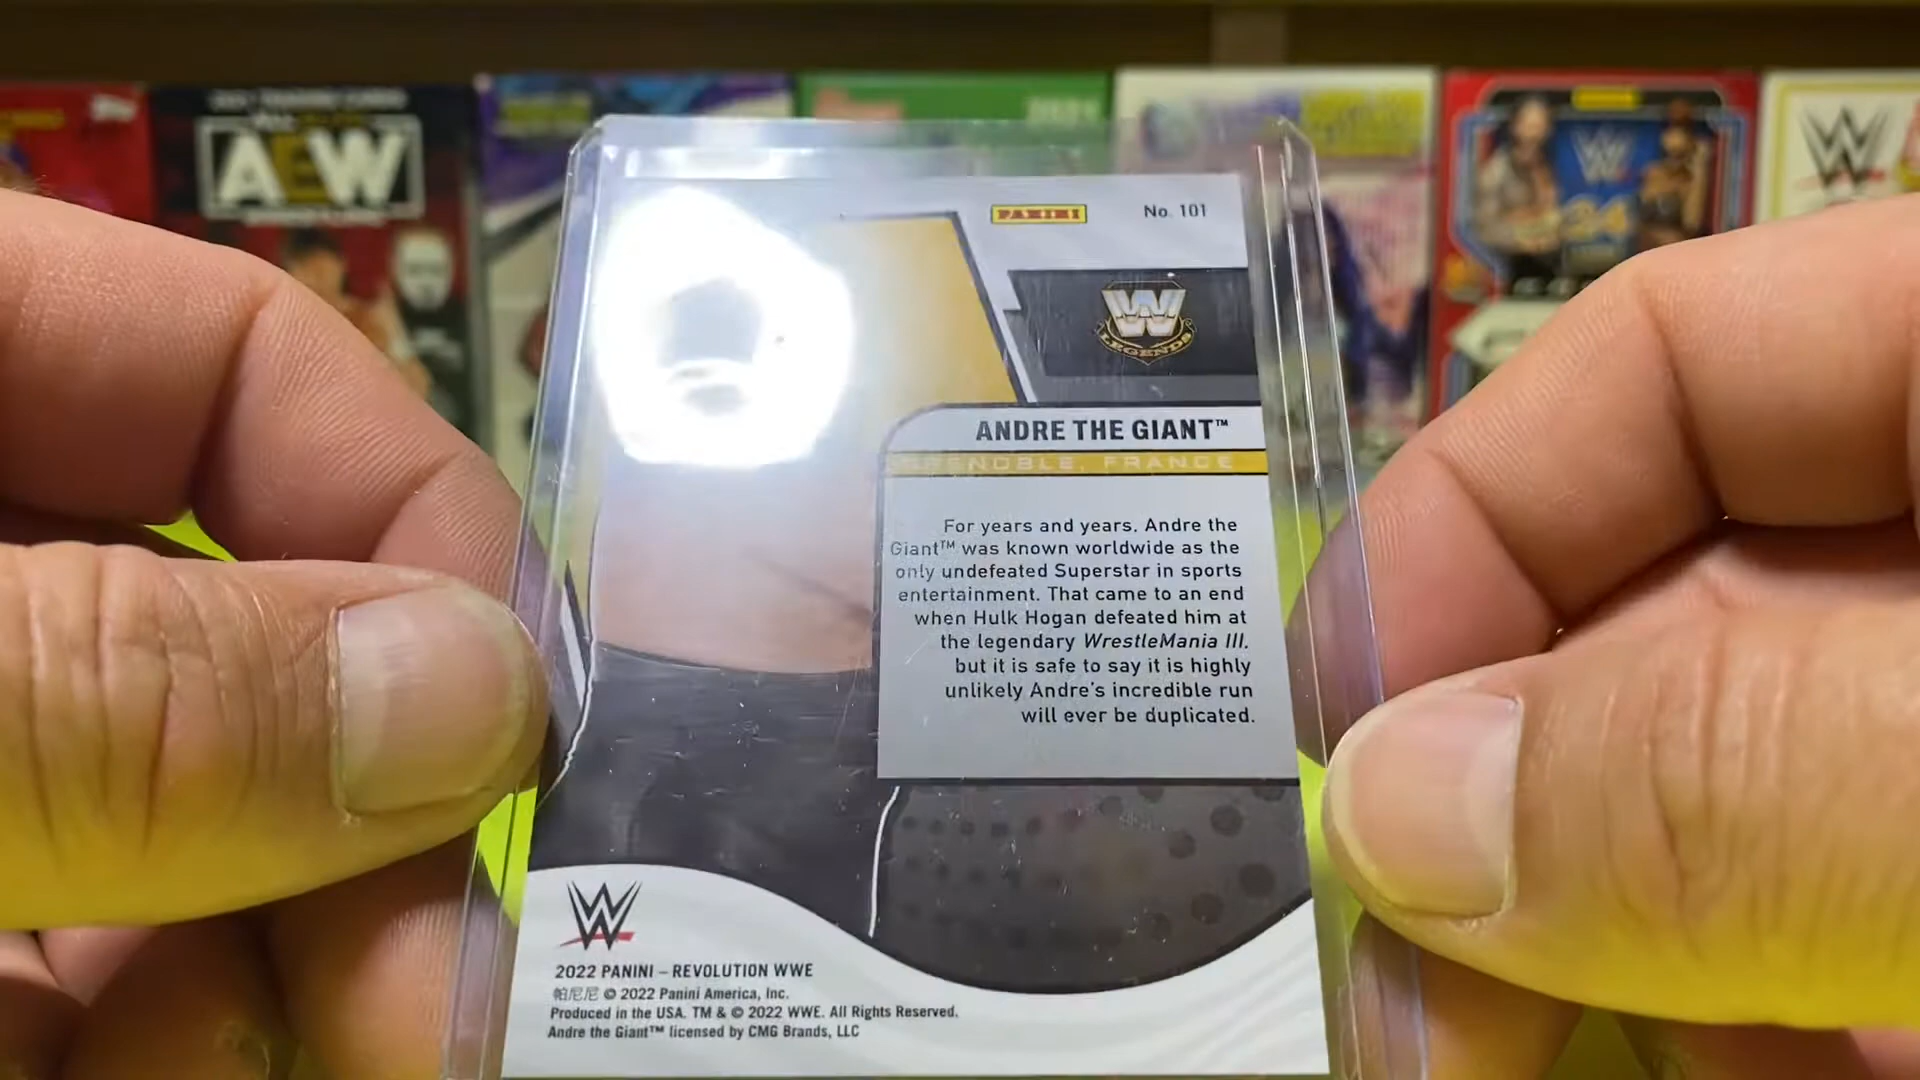 AEW
PANINI
No. 101
W
LEGENDS
ANDRE THE GIANT™
GRENOBLE, FRANCE
For years and years, Andre the
Giant™ was known worldwide as the
only undefeated Superstar in sports
entertainment. That came to an end
when Hulk Hogan defeated him at
the legendary WrestleMania III,
but it is safe to say it is highly
unlikely Andre's incredible run
will ever be duplicated.
W
2022 PANINI – REVOLUTION WWE
帕尼尼 © 2022 Panini America, Inc.
Produced in the USA. TM & © 2022 WWE. All Rights Reserved.
Andre the Giant™ licensed by CMG Brands, LLC